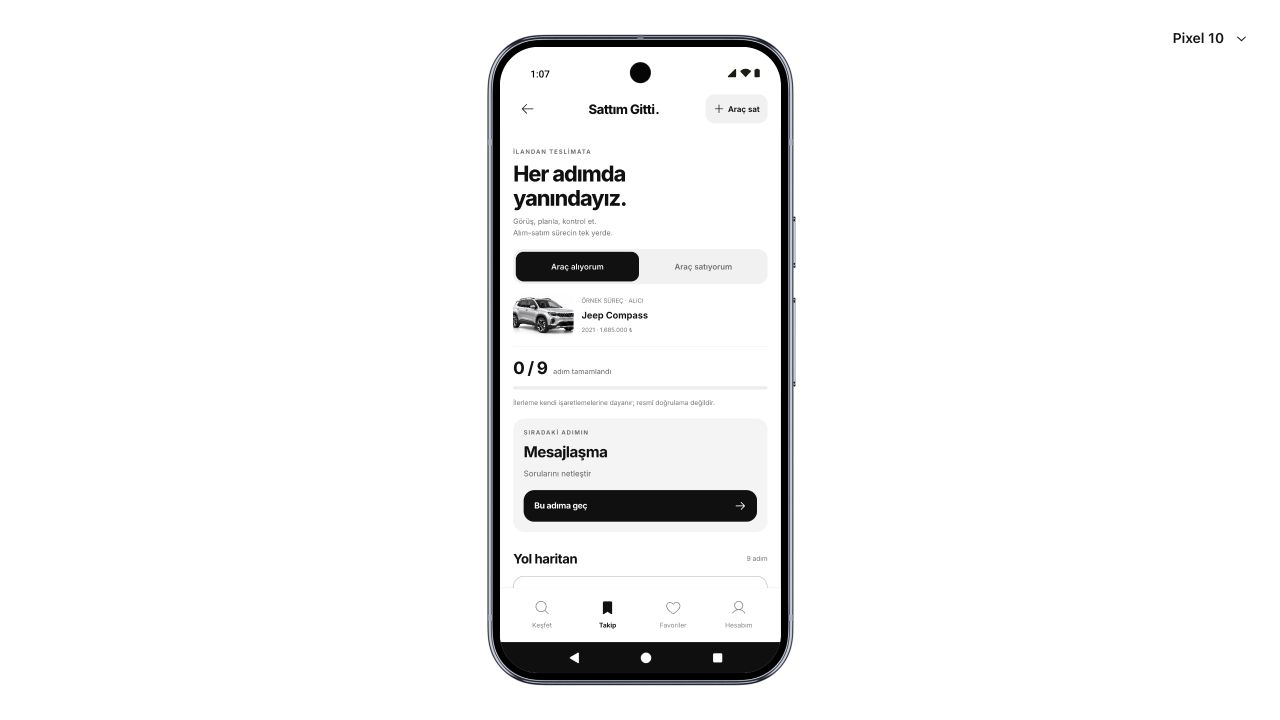 Pixel 10
1:07
Sattım Gitti.
Araç sat
İLANDAN TESLİMATA
Her adımda
yanındayız.
Görüş, planla, kontrol et.
Alım-satım sürecin tek yerde.
Araç alıyorum
Araç satıyorum
ÖRNEK SÜREÇ · ALICI
Jeep Compass
2021 · 1.685.000 ₺
0 / 9 adım tamamlandı
İlerleme kendi işaretlemelerine dayanır; resmî doğrulama değildir.
SIRADAKİ ADIMIN
Mesajlaşma
Sorularını netleştir
Bu adıma geç
Yol haritan
9 adım
Keşfet
Takip
Favoriler
Hesabım